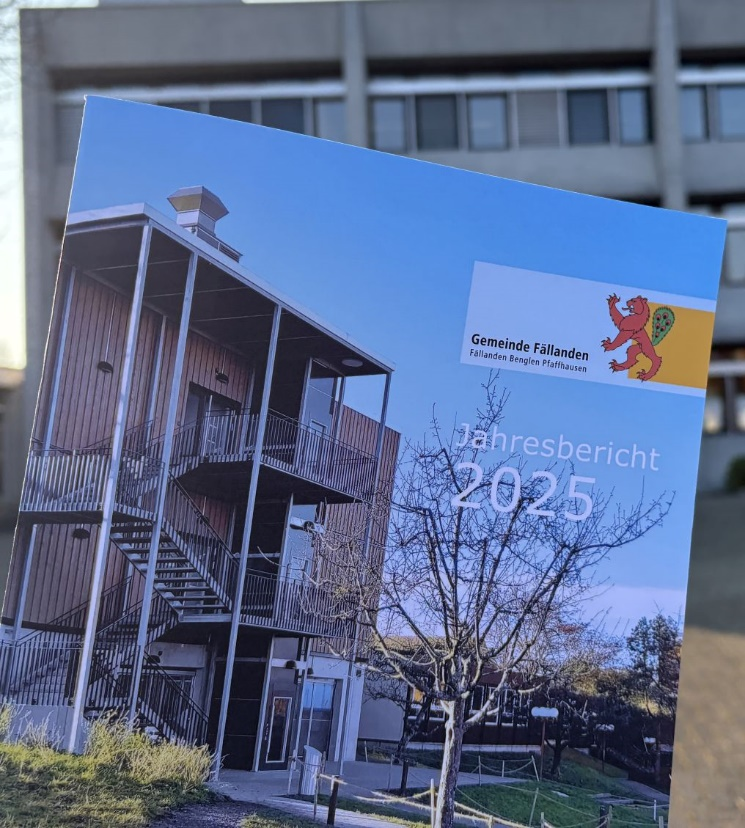 Gemeinde Fällanden
Fällanden Benglen Pfaffhausen
Jahresbericht
2025